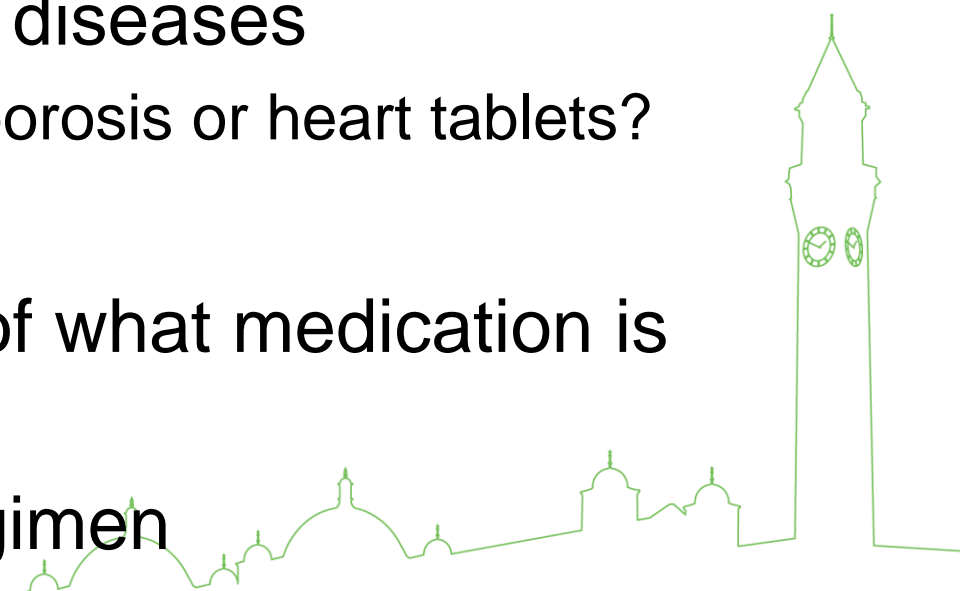 diseases
orosis or heart tablets?
of what medication is
gimen